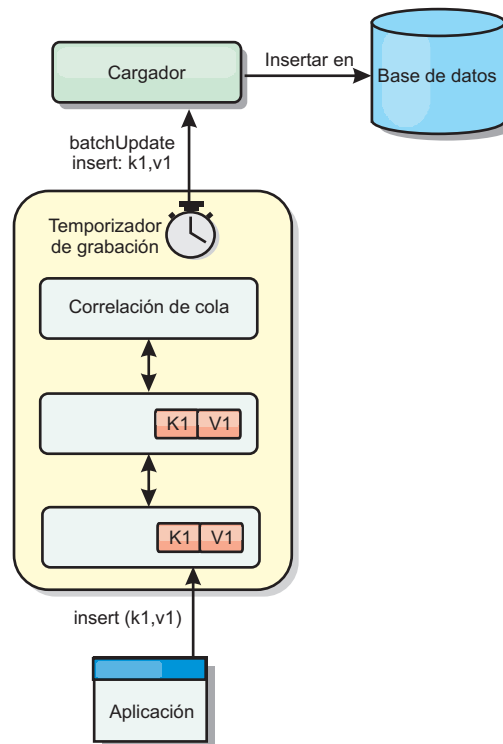 Cargador
Insertar en
Base de datos
batchUpdate
insert: k1,v1
Temporizador
de grabación
Correlación de cola
K1 V1
K1 V1
insert (k1,v1)
Aplicación